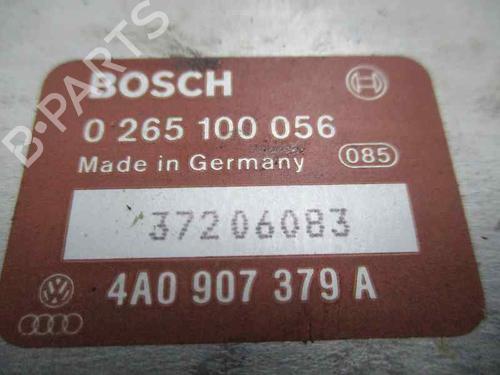 B-PARTS
BOSCH
0 265 100 056
Made in Germany
085
37206083
4A0 907 379 A